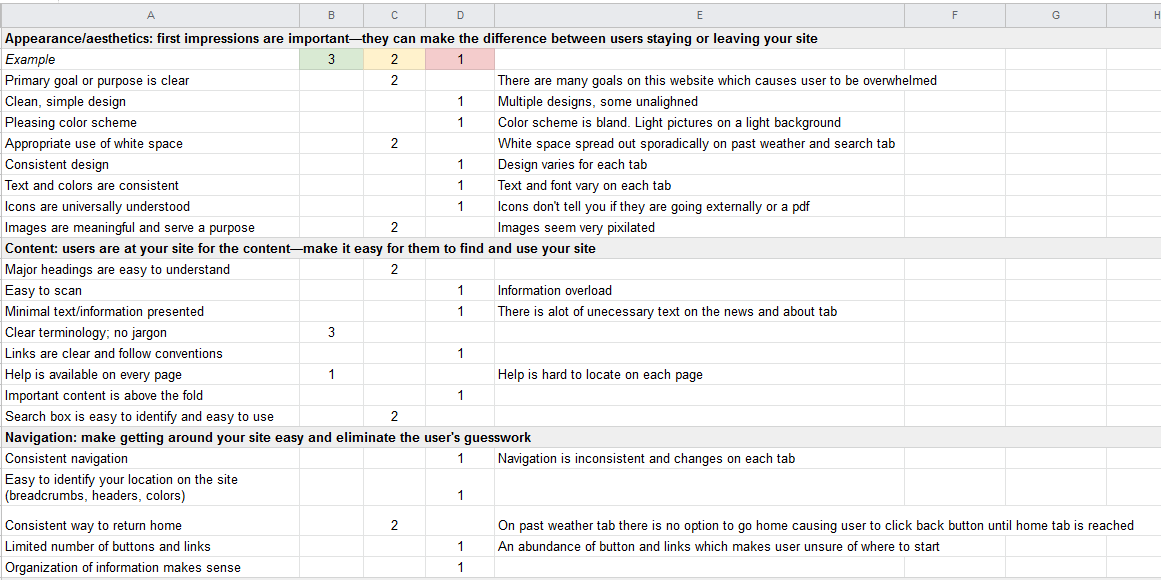 A B C D E F G H
Appearance/aesthetics: first impressions are important—they can make the difference between users staying or leaving your site
Example 3 2 1
Primary goal or purpose is clear 2 There are many goals on this website which causes user to be overwhelmed
Clean, simple design 1 Multiple designs, some unalighned
Pleasing color scheme 1 Color scheme is bland. Light pictures on a light background
Appropriate use of white space 2 White space spread out sporadically on past weather and search tab
Consistent design 1 Design varies for each tab
Text and colors are consistent 1 Text and font vary on each tab
Icons are universally understood 1 Icons don't tell you if they are going externally or a pdf
Images are meaningful and serve a purpose 2 Images seem very pixilated
Content: users are at your site for the content—make it easy for them to find and use your site
Major headings are easy to understand 2
Easy to scan 1 Information overload
Minimal text/information presented 1 There is alot of unecessary text on the news and about tab
Clear terminology; no jargon 3
Links are clear and follow conventions 1
Help is available on every page 1 Help is hard to locate on each page
Important content is above the fold 1
Search box is easy to identify and easy to use 2
Navigation: make getting around your site easy and eliminate the user's guesswork
Consistent navigation 1 Navigation is inconsistent and changes on each tab
Easy to identify your location on the site
(breadcrumbs, headers, colors) 1
Consistent way to return home 2 On past weather tab there is no option to go home causing user to click back button until home tab is reached
Limited number of buttons and links 1 An abundance of button and links which makes user unsure of where to start
Organization of information makes sense 1